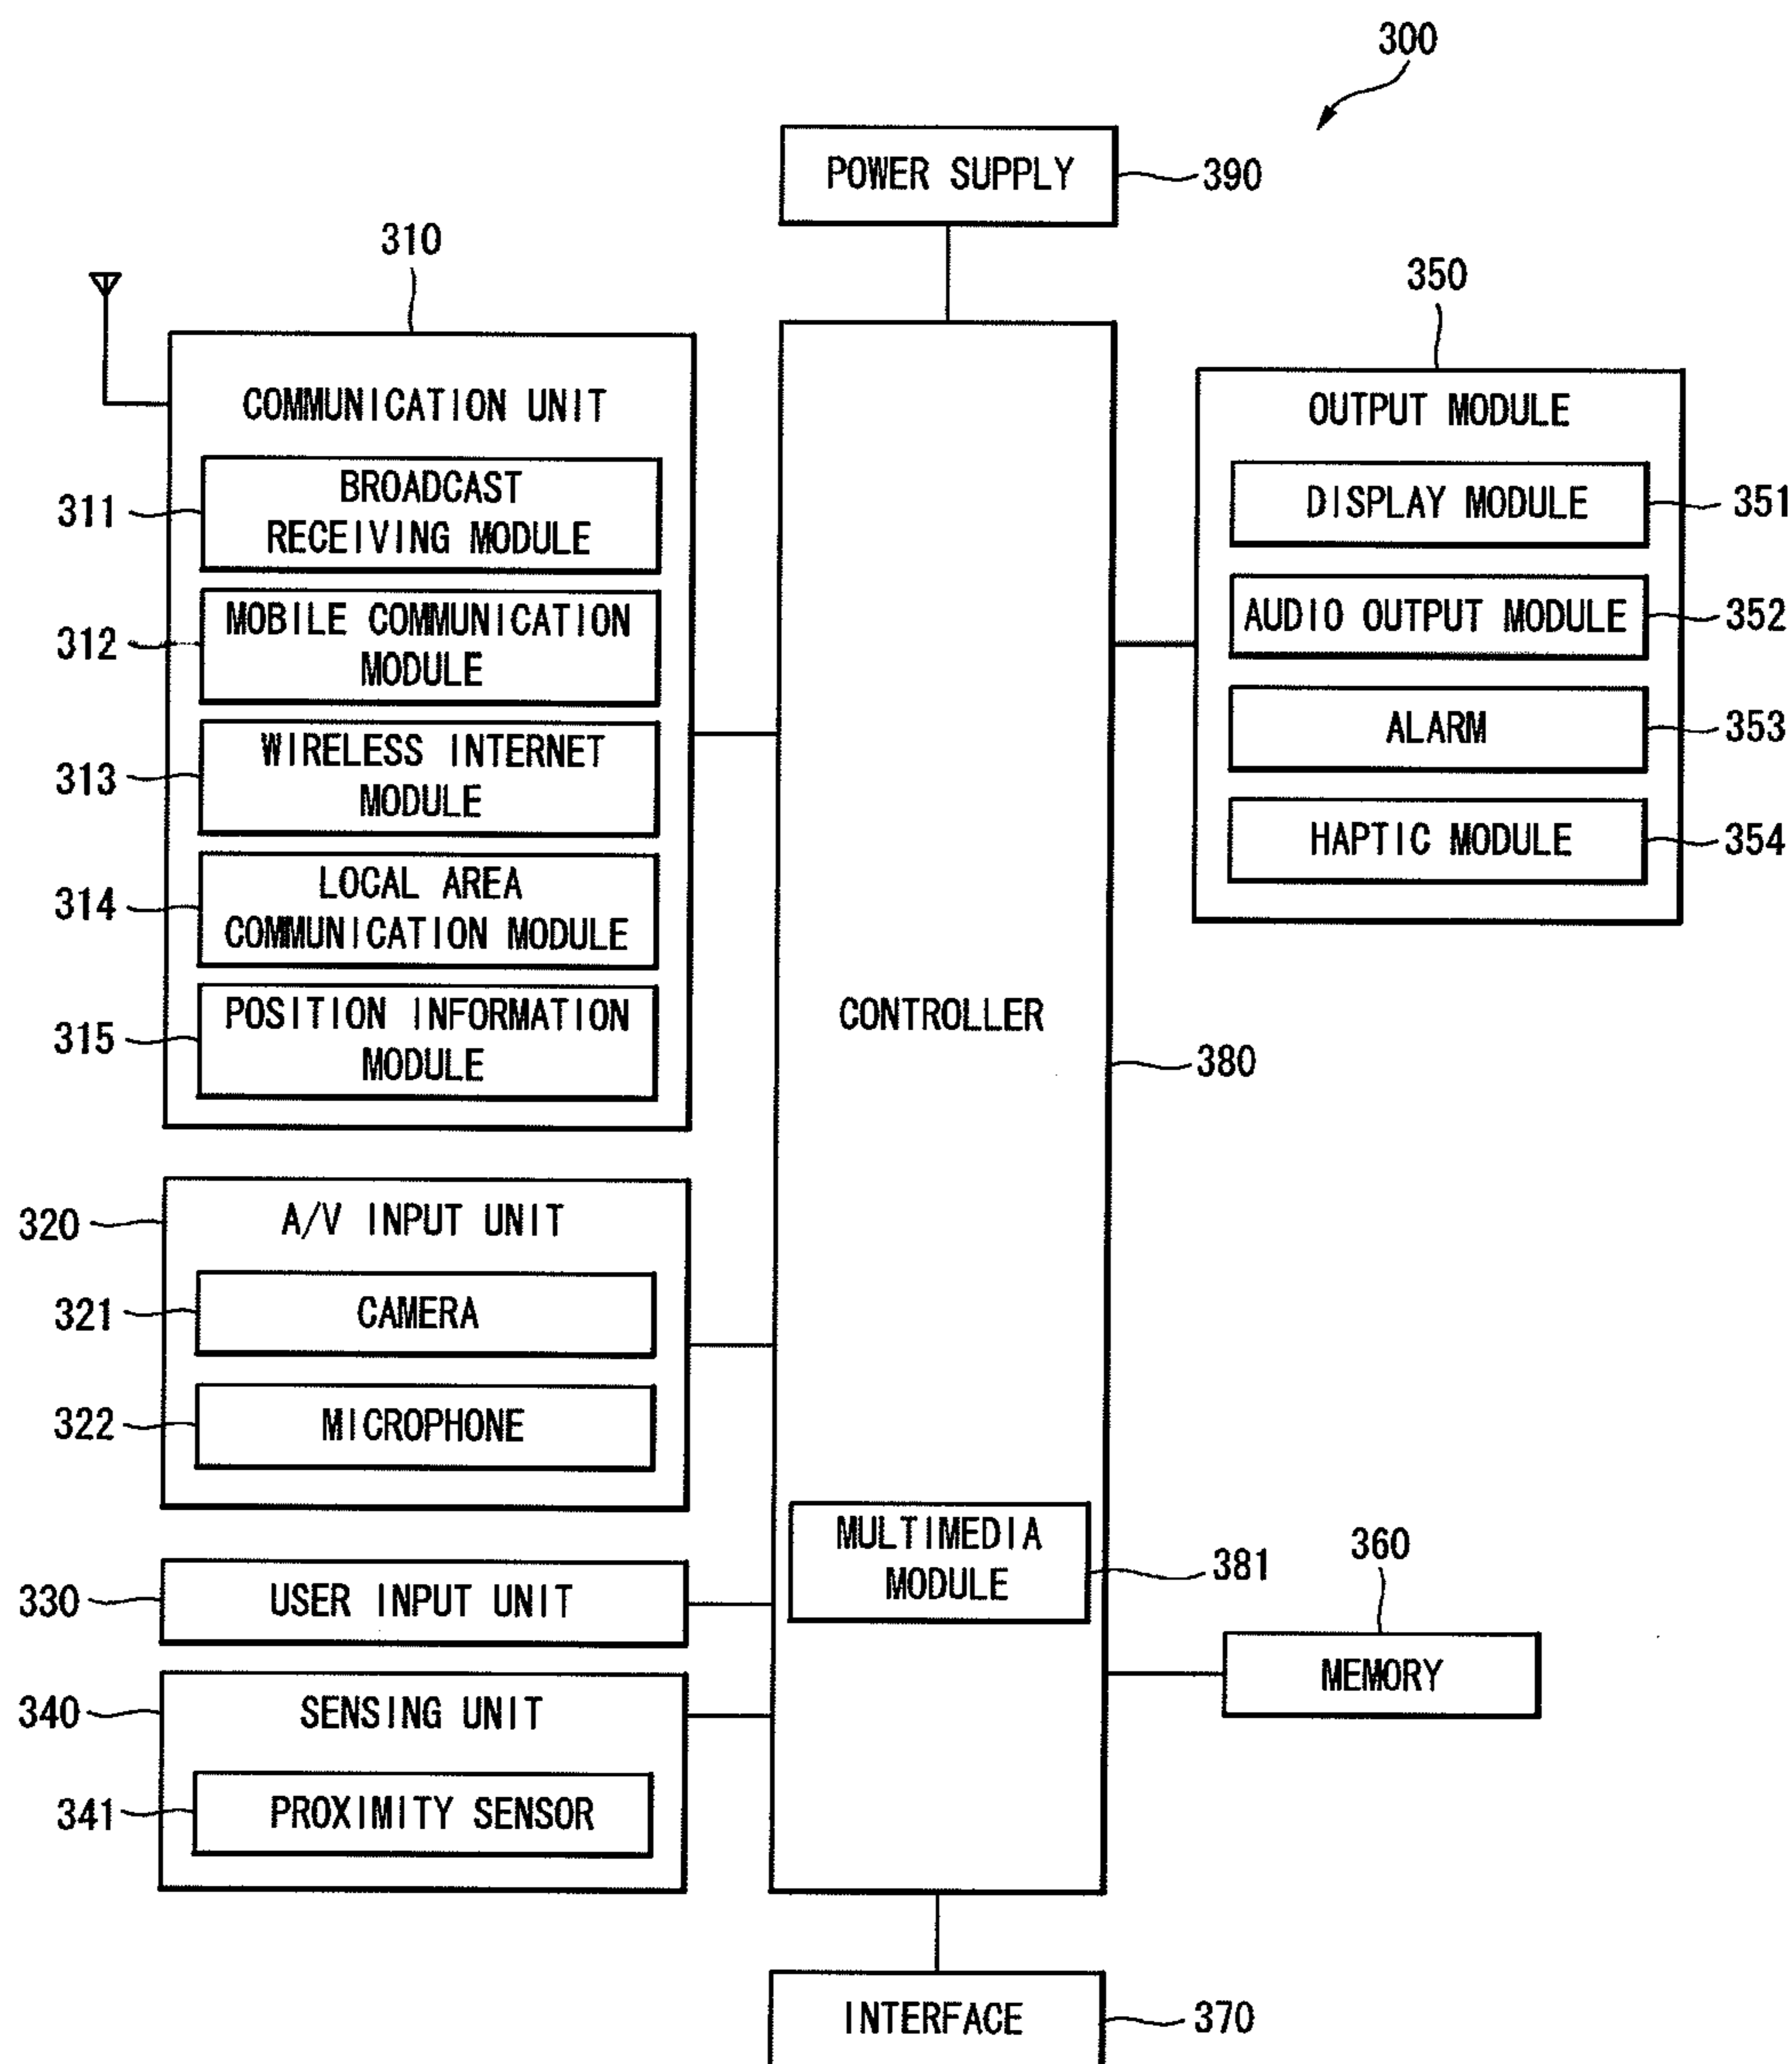 300
POWER SUPPLY
390
310
350
COMMUNICATION UNIT
OUTPUT MODULE
311
BROADCAST
RECEIVING MODULE
DISPLAY MODULE
351
312
MOBILE COMMUNICATION
MODULE
AUDIO OUTPUT MODULE
352
313
WIRELESS INTERNET
MODULE
ALARM
353
314
LOCAL AREA
COMMUNICATION MODULE
HAPTIC MODULE
354
315
POSITION INFORMATION
MODULE
CONTROLLER
380
320
A/V INPUT UNIT
321
CAMERA
322
MICROPHONE
MULTIMEDIA
MODULE
381
360
330
USER INPUT UNIT
MEMORY
340
SENSING UNIT
341
PROXIMITY SENSOR
INTERFACE
370